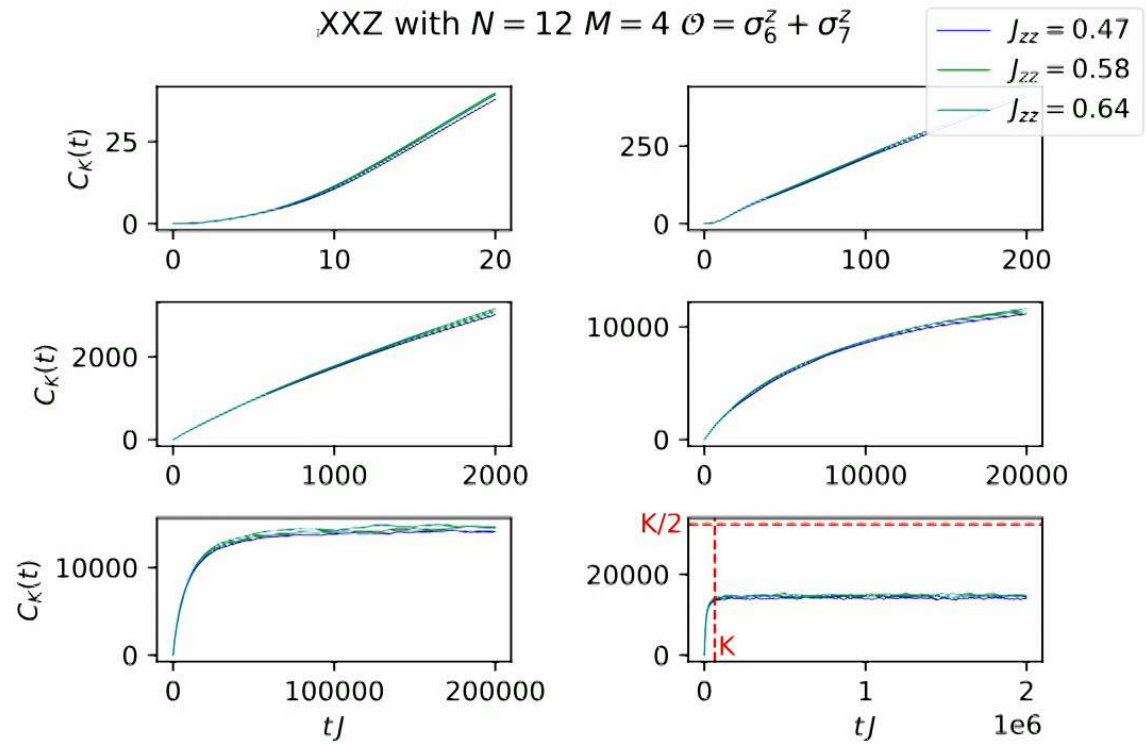 XXZ with N = 12 M = 4 𝒪 = σ₆ᶻ + σ₇ᶻ
J_zz = 0.47
J_zz = 0.58
J_zz = 0.64
C_K(t)
25
0
0 10 20
250
0
0 100 200
C_K(t)
2000
0
0 1000 2000
10000
0
0 10000 20000
C_K(t)
10000
0
0 100000 200000
tJ
K/2
20000
K
0
0 1 2
tJ
1e6